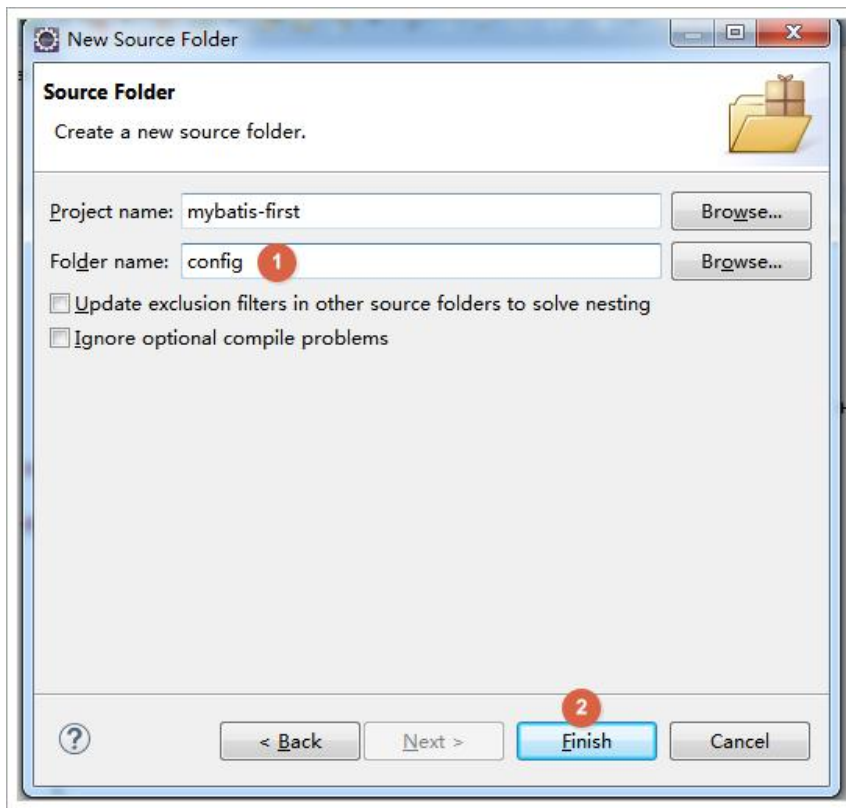 New Source Folder
Source Folder
Create a new source folder.
Project name: mybatis-first Browse...
Folder name: config 1 Browse...
Update exclusion filters in other source folders to solve nesting
Ignore optional compile problems
2
? < Back Next > Finish Cancel